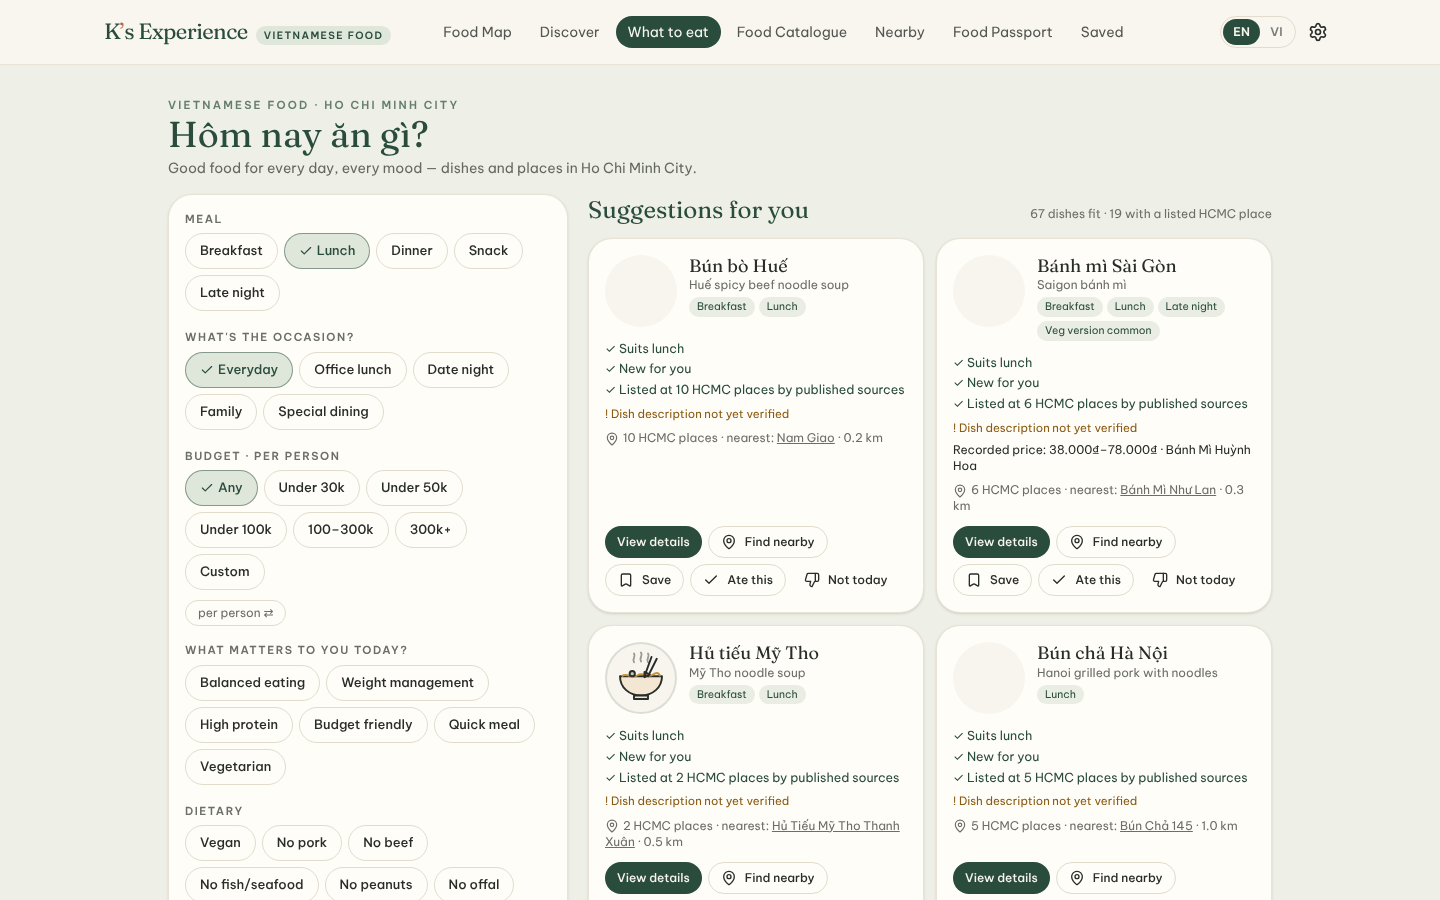 K's Experience VIETNAMESE FOOD
Food Map Discover What to eat Food Catalogue Nearby Food Passport Saved
EN VI
VIETNAMESE FOOD · HO CHI MINH CITY
Hôm nay ăn gì?
Good food for every day, every mood — dishes and places in Ho Chi Minh City.
MEAL
Breakfast ✓ Lunch Dinner Snack
Late night
WHAT'S THE OCCASION?
✓ Everyday Office lunch Date night
Family Special dining
BUDGET · PER PERSON
✓ Any Under 30k Under 50k
Under 100k 100–300k 300k+
Custom
per person ⇄
WHAT MATTERS TO YOU TODAY?
Balanced eating Weight management
High protein Budget friendly Quick meal
Vegetarian
DIETARY
Vegan No pork No beef
No fish/seafood No peanuts No offal
Suggestions for you
67 dishes fit · 19 with a listed HCMC place
Bún bò Huế
Huế spicy beef noodle soup
Breakfast Lunch
✓ Suits lunch
✓ New for you
✓ Listed at 10 HCMC places by published sources
! Dish description not yet verified
10 HCMC places · nearest: Nam Giao · 0.2 km
View details Find nearby
Save Ate this Not today
Bánh mì Sài Gòn
Saigon bánh mì
Breakfast Lunch Late night
Veg version common
✓ Suits lunch
✓ New for you
✓ Listed at 6 HCMC places by published sources
! Dish description not yet verified
Recorded price: 38.000₫–78.000₫ · Bánh Mì Huỳnh
Hoa
6 HCMC places · nearest: Bánh Mì Như Lan · 0.3
km
View details Find nearby
Save Ate this Not today
Hủ tiếu Mỹ Tho
Mỹ Tho noodle soup
Breakfast Lunch
✓ Suits lunch
✓ New for you
✓ Listed at 2 HCMC places by published sources
! Dish description not yet verified
2 HCMC places · nearest: Hủ Tiếu Mỹ Tho Thanh
Xuân · 0.5 km
View details Find nearby
Bún chả Hà Nội
Hanoi grilled pork with noodles
Lunch
✓ Suits lunch
✓ New for you
✓ Listed at 5 HCMC places by published sources
! Dish description not yet verified
5 HCMC places · nearest: Bún Chả 145 · 1.0 km
View details Find nearby